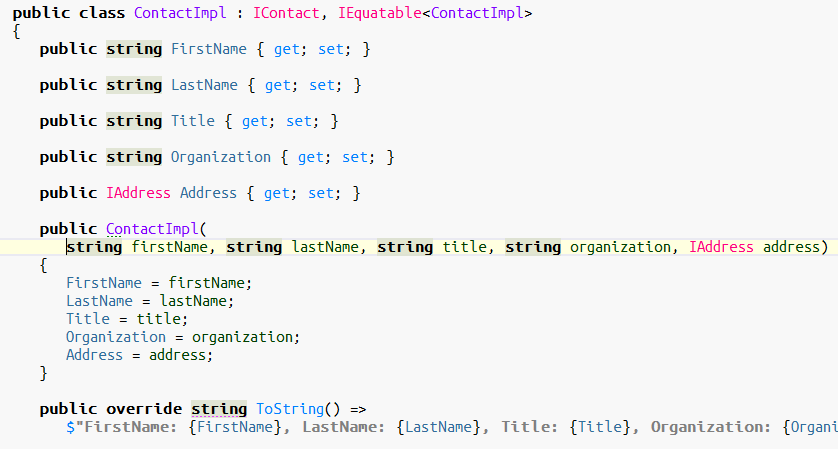 public class ContactImpl : IContact, IEquatable<ContactImpl>
{
public string FirstName { get; set; }
public string LastName { get; set; }
public string Title { get; set; }
public string Organization { get; set; }
public IAddress Address { get; set; }
public ContactImpl(
string firstName, string lastName, string title, string organization, IAddress address)
{
FirstName = firstName;
LastName = lastName;
Title = title;
Organization = organization;
Address = address;
}
public override string ToString() =>
$"FirstName: {FirstName}, LastName: {LastName}, Title: {Title}, Organization: {Organi